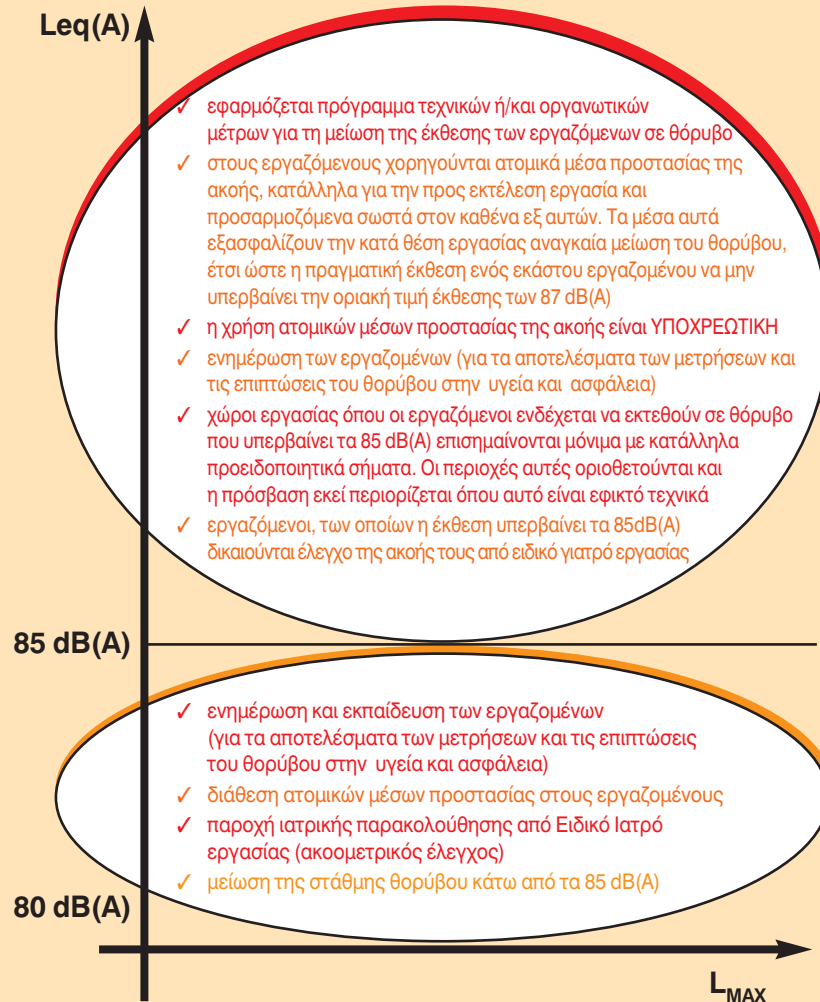 Leq(A)
✓ εφαρμόζεται πρόγραμμα τεχνικών ή/και οργανωτικών
μέτρων για τη μείωση της έκθεσης των εργαζόμενων σε θόρυβο
✓ στους εργαζόμενους χορηγούνται ατομικά μέσα προστασίας της
ακοής, κατάλληλα για την προς εκτέλεση εργασία και
προσαρμοζόμενα σωστά στον καθένα εξ αυτών. Τα μέσα αυτά
εξασφαλίζουν την κατά θέση εργασίας αναγκαία μείωση του θορύβου,
έτσι ώστε η πραγματική έκθεση ενός εκάστου εργαζομένου να μην
υπερβαίνει την οριακή τιμή έκθεσης των 87 dB(A)
✓ η χρήση ατομικών μέσων προστασίας της ακοής είναι ΥΠΟΧΡΕΩΤΙΚΗ
✓ ενημέρωση των εργαζομένων (για τα αποτελέσματα των μετρήσεων και
τις επιπτώσεις του θορύβου στην υγεία και ασφάλεια)
✓ χώροι εργασίας όπου οι εργαζόμενοι ενδέχεται να εκτεθούν σε θόρυβο
που υπερβαίνει τα 85 dB(A) επισημαίνονται μόνιμα με κατάλληλα
προειδοποιητικά σήματα. Οι περιοχές αυτές οριοθετούνται και
η πρόσβαση εκεί περιορίζεται όπου αυτό είναι εφικτό τεχνικά
✓ εργαζόμενοι, των οποίων η έκθεση υπερβαίνει τα 85dB(A)
δικαιούνται έλεγχο της ακοής τους από ειδικό γιατρό εργασίας
85 dB(A)
✓ ενημέρωση και εκπαίδευση των εργαζομένων
(για τα αποτελέσματα των μετρήσεων και τις επιπτώσεις
του θορύβου στην υγεία και ασφάλεια)
✓ διάθεση ατομικών μέσων προστασίας στους εργαζομένους
✓ παροχή ιατρικής παρακολούθησης από Ειδικό Ιατρό
εργασίας (ακοομετρικός έλεγχος)
✓ μείωση της στάθμης θορύβου κάτω από τα 85 dB(A)
80 dB(A)
L MAX